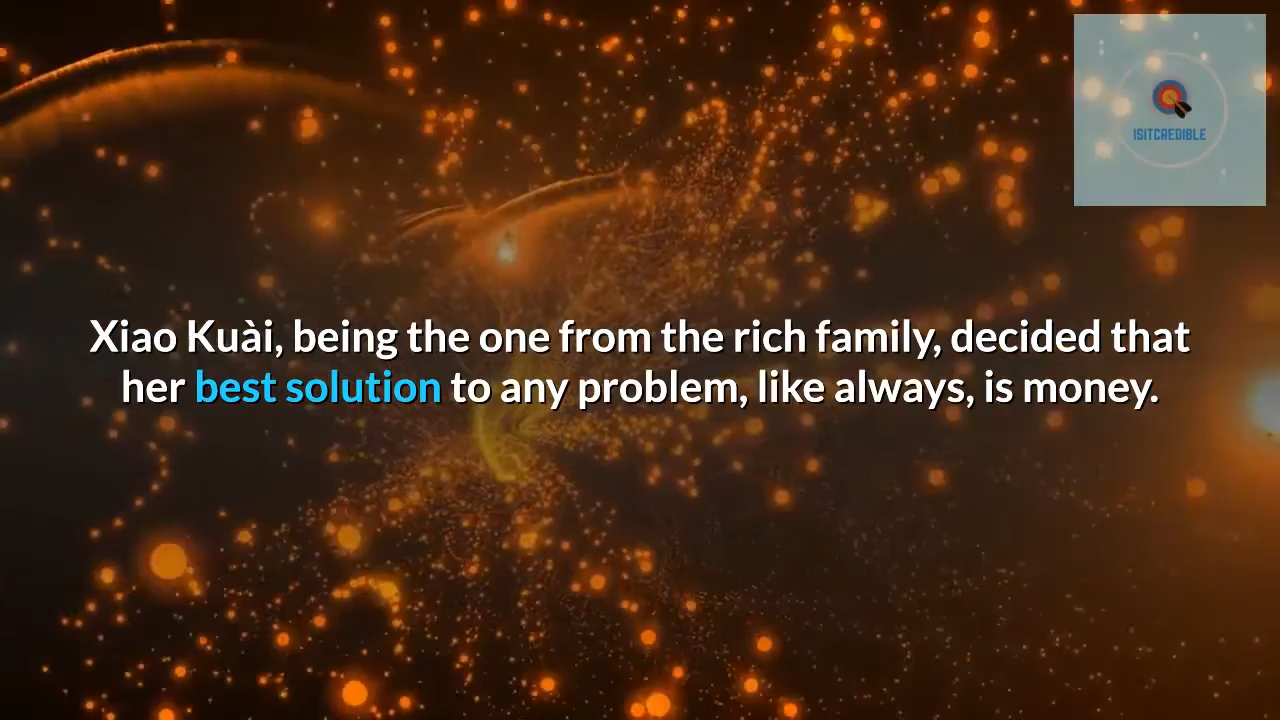 ISITCREDIBLE
Xiao Kuài, being the one from the rich family, decided that
her best solution to any problem, like always, is money.